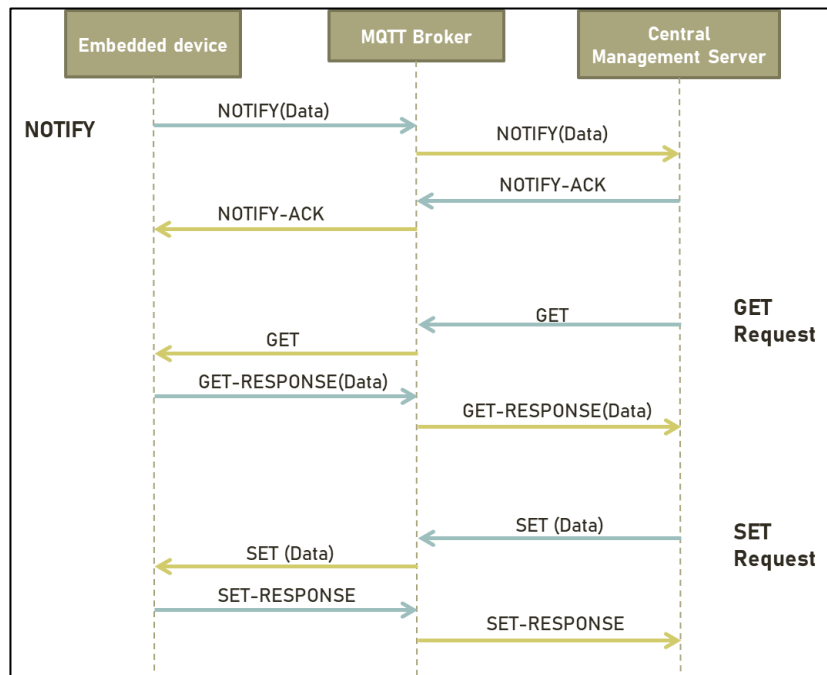 Embedded device
MQTT Broker
Central
Management Server
NOTIFY
NOTIFY(Data)
NOTIFY(Data)
NOTIFY-ACK
NOTIFY-ACK
GET
Request
GET
GET
GET-RESPONSE(Data)
GET-RESPONSE(Data)
SET
Request
SET (Data)
SET (Data)
SET-RESPONSE
SET-RESPONSE